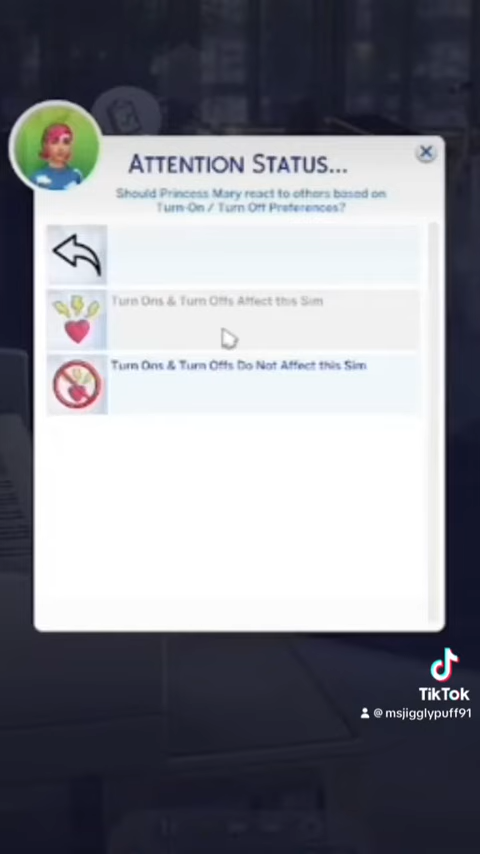 ATTENTION STATUS...
Should Princess Mary react to others based on
Turn-On / Turn Off Preferences?
Turn Ons & Turn Offs Affect this Sim
Turn Ons & Turn Offs Do Not Affect this Sim
TikTok
@msjigglypuff91